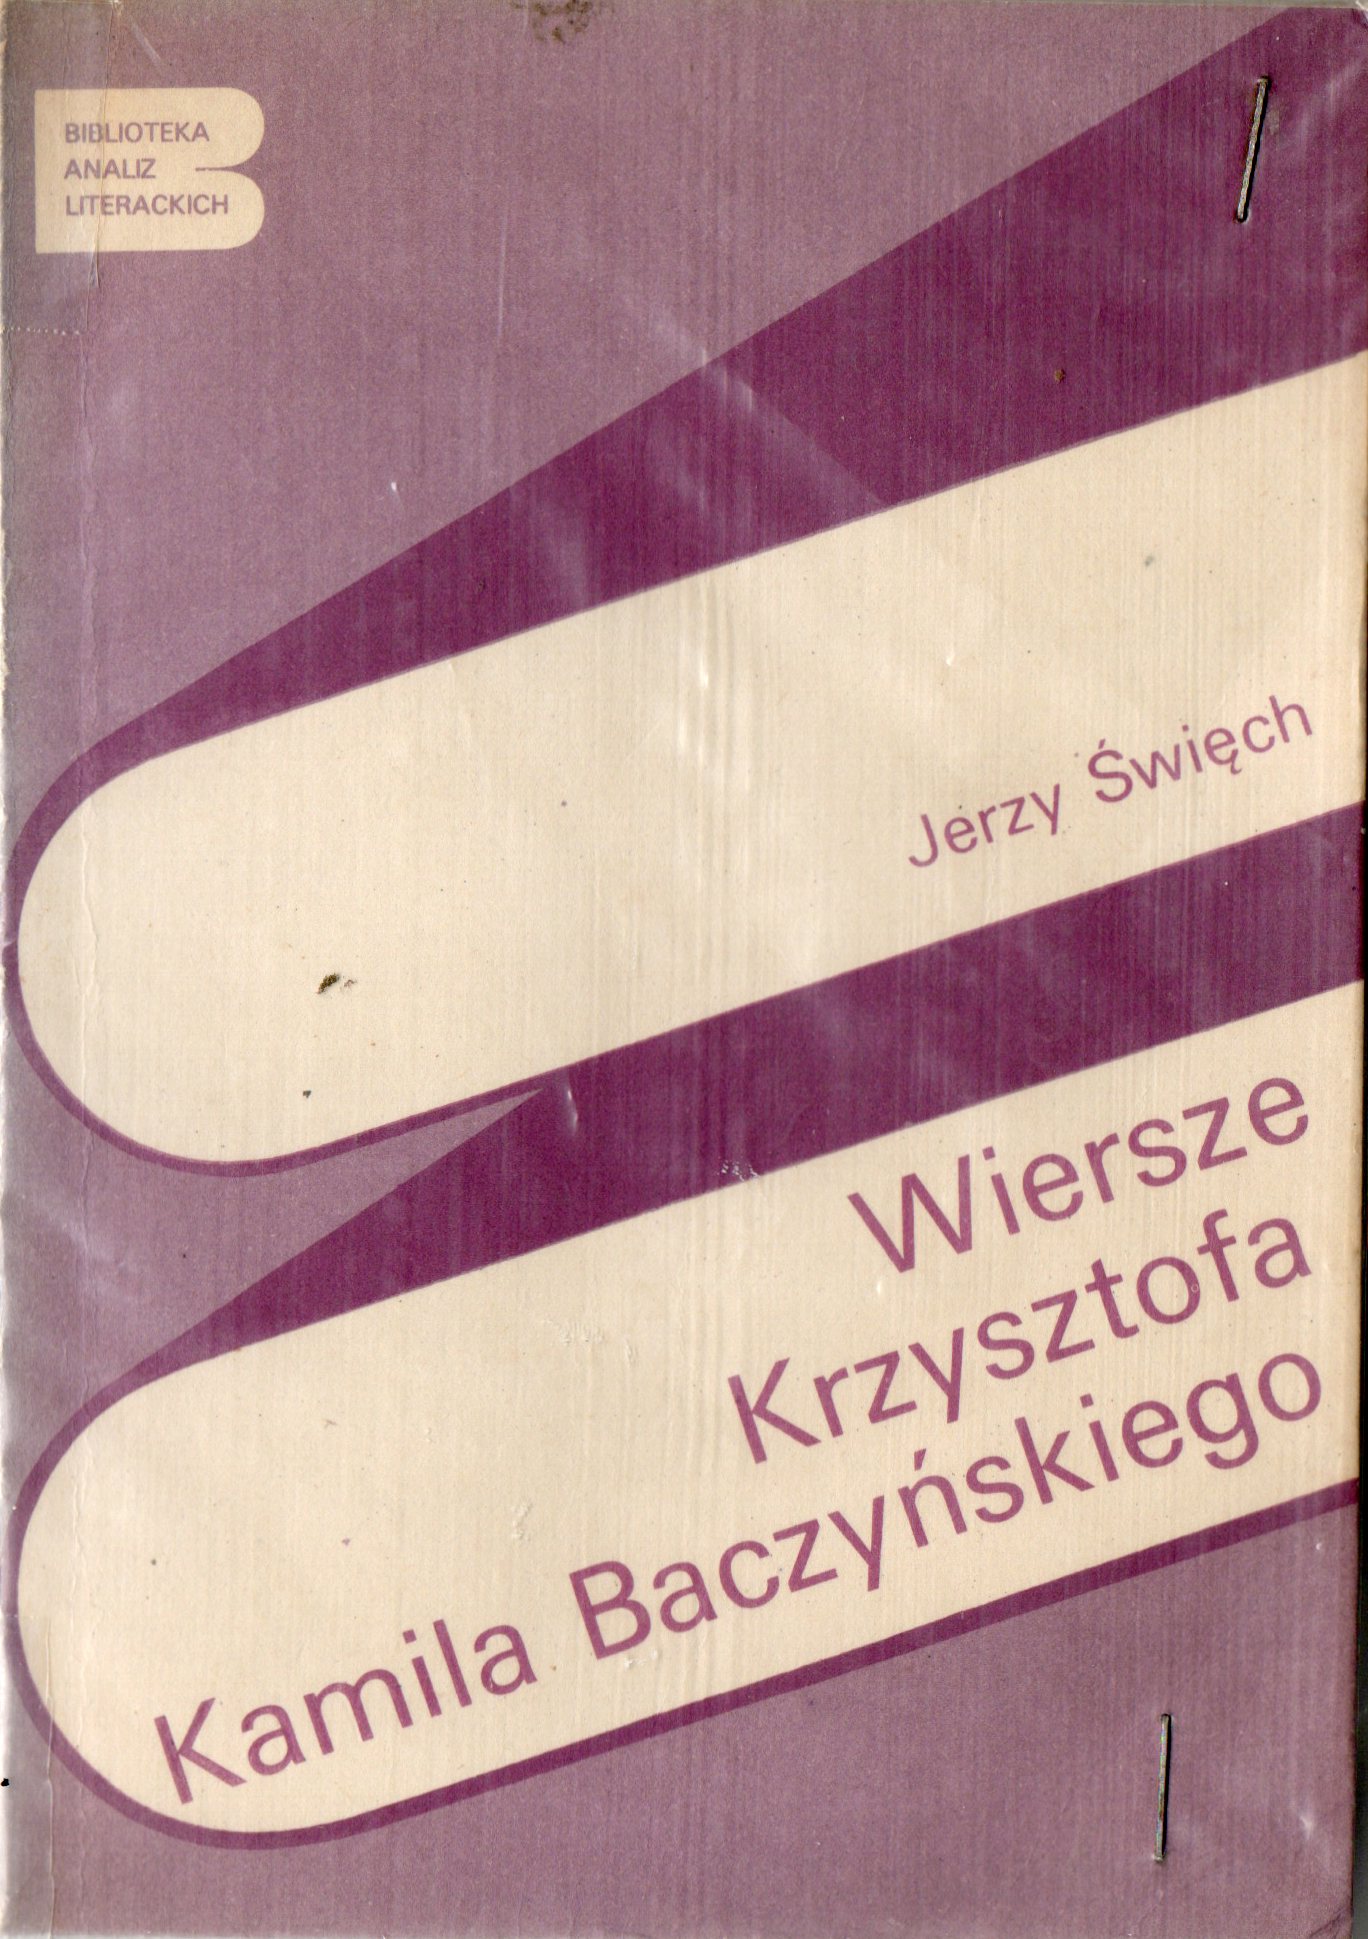 BIBLIOTEKA
ANALIZ
LITERACKICH
Jerzy Święch
Wiersze
Krzysztofa
Kamila Baczyńskiego